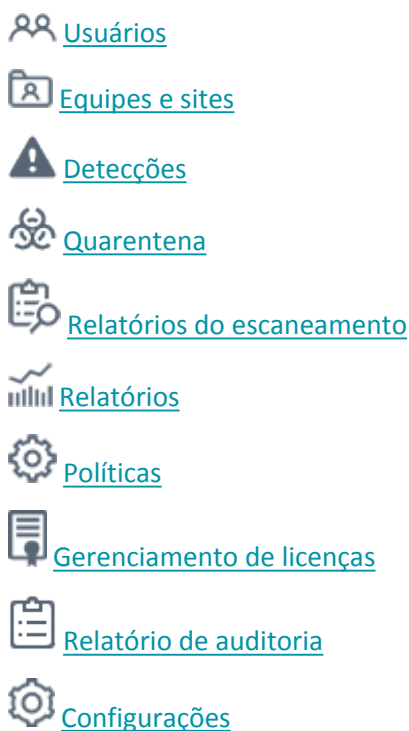 Usuários
Equipes e sites
Detecções
Quarentena
Relatórios do escaneamento
Relatórios
Políticas
Gerenciamento de licenças
Relatório de auditoria
Configurações